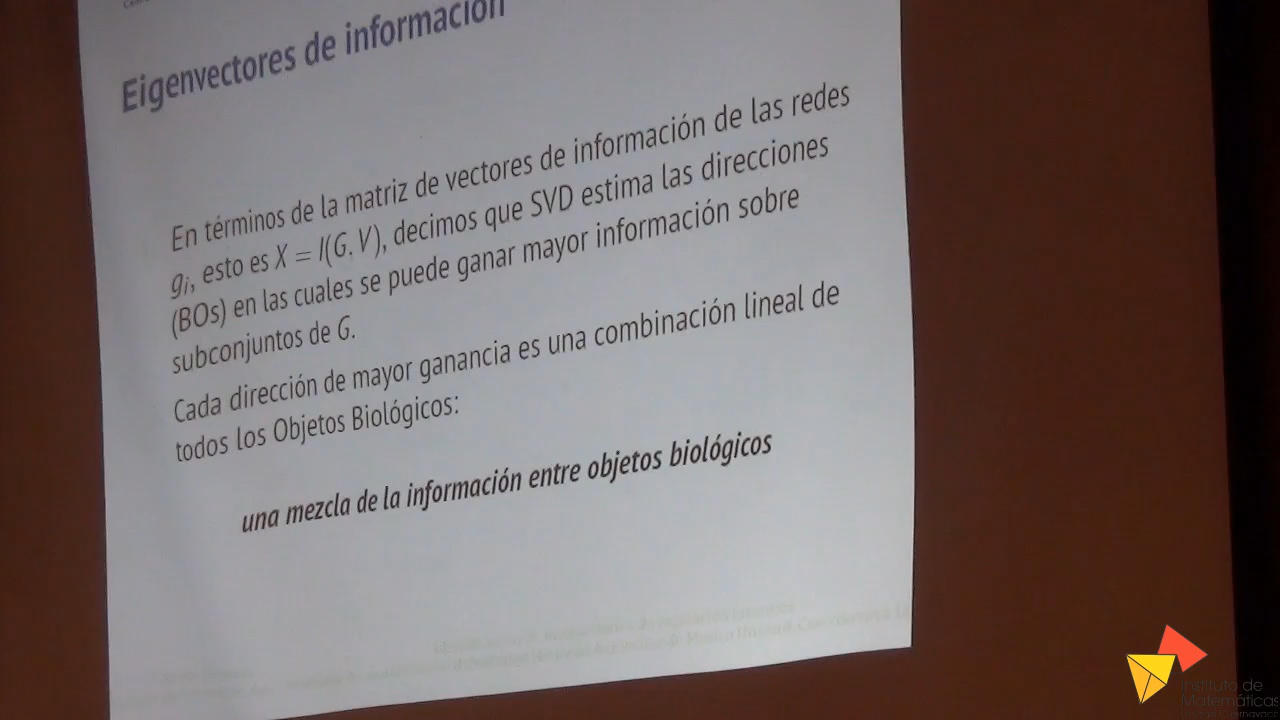 Eigenvectores de información
En términos de la matriz de vectores de información de las redes
gᵢ, esto es X = I(G, V), decimos que SVD estima las direcciones
(BOs) en las cuales se puede ganar mayor información sobre
subconjuntos de G.
Cada dirección de mayor ganancia es una combinación lineal de
todos los Objetos Biológicos:
una mezcla de la información entre objetos biológicos
Instituto de
Matemáticas